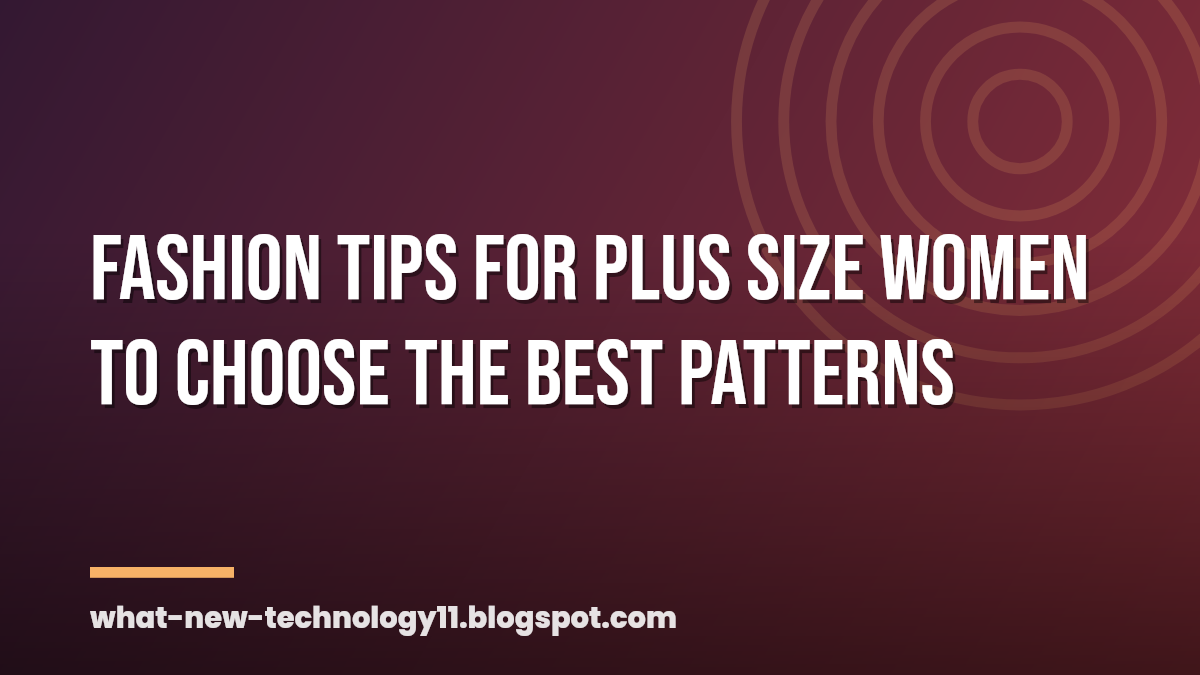 FASHION TIPS FOR PLUS SIZE WOMEN
TO CHOOSE THE BEST PATTERNS
what-new-technology11.blogspot.com